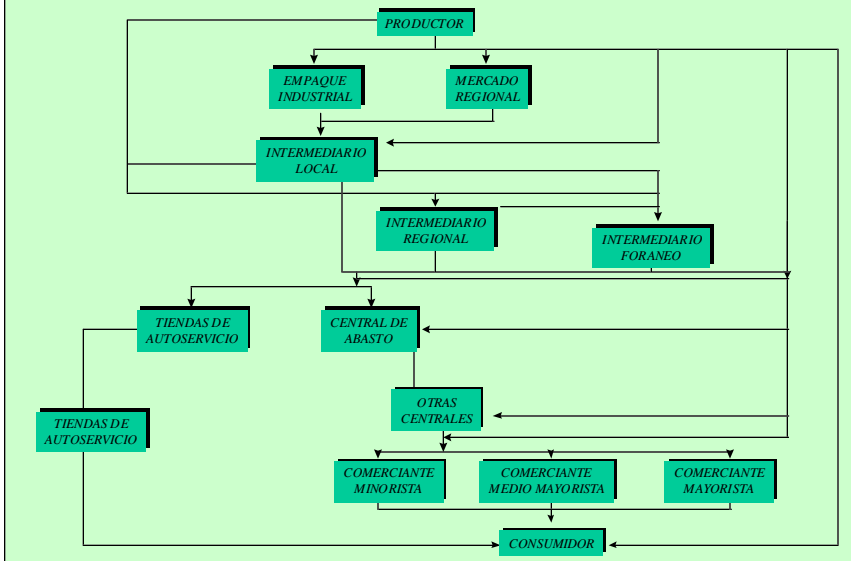 PRODUCTOR
EMPAQUE
INDUSTRIAL
MERCADO
REGIONAL
INTERMEDIARIO
LOCAL
INTERMEDIARIO
REGIONAL
INTERMEDIARIO
FORANEO
TIENDAS DE
AUTOSERVICIO
CENTRAL DE
ABASTO
OTRAS
CENTRALES
TIENDAS DE
AUTOSERVICIO
COMERCIANTE
MINORISTA
COMERCIANTE
MEDIO MAYORISTA
COMERCIANTE
MAYORISTA
CONSUMIDOR